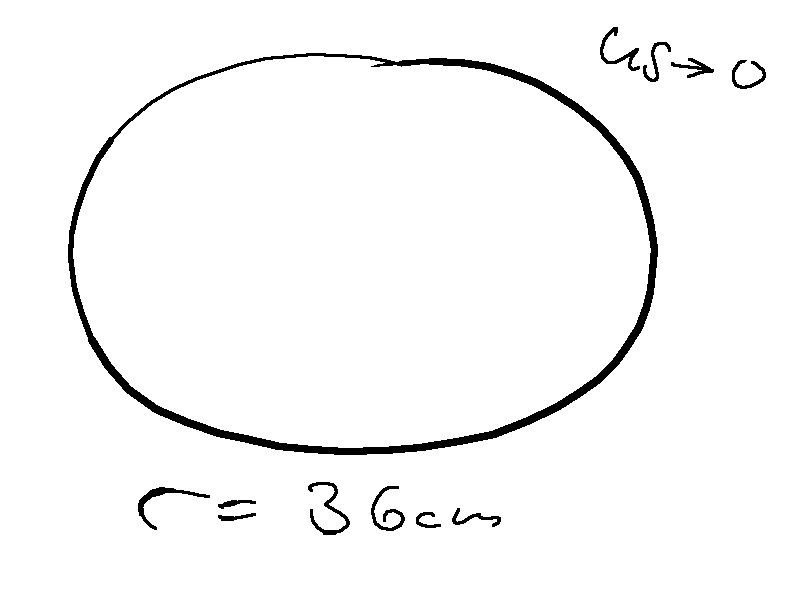 US → 0
r = 36cm